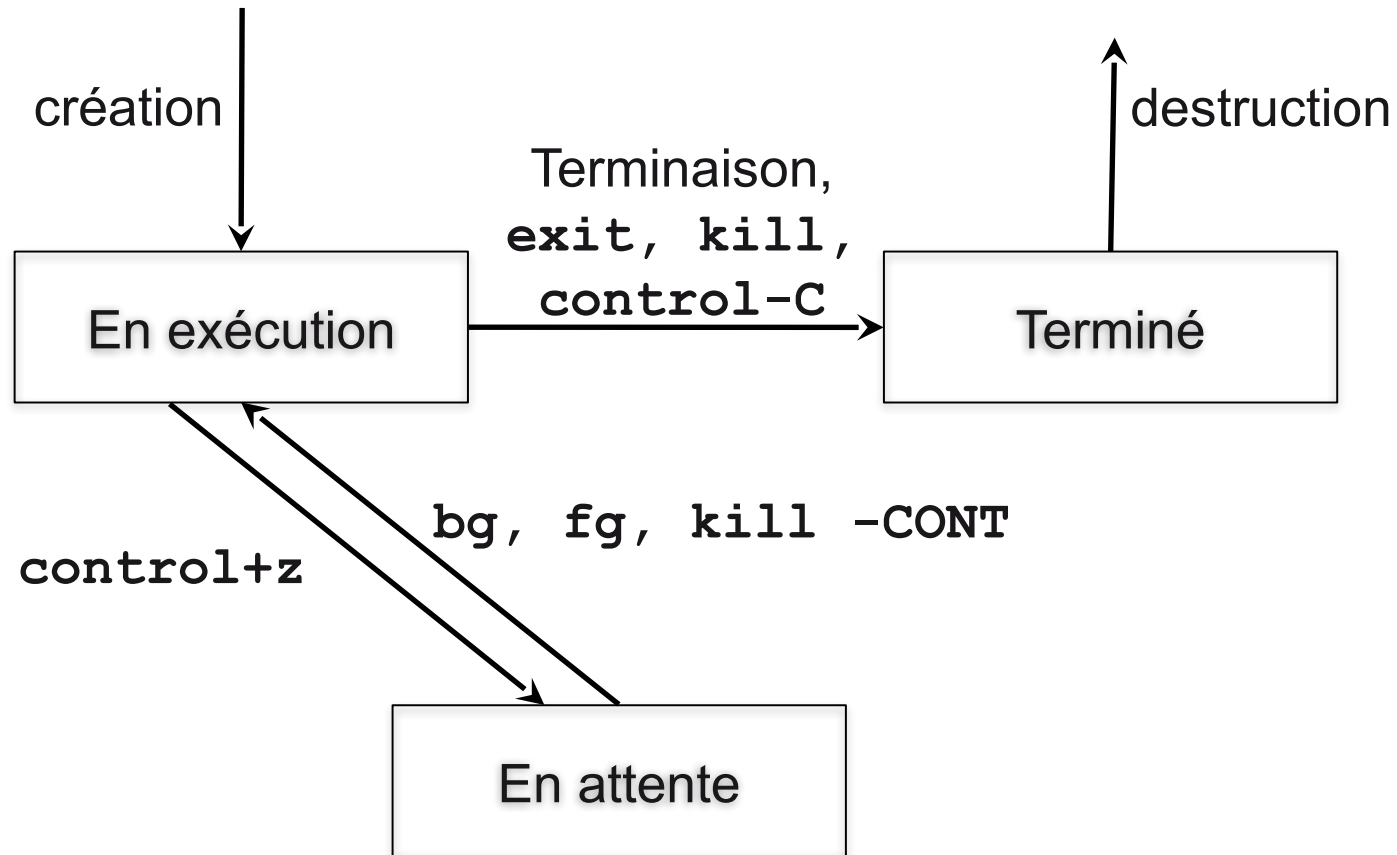 création
destruction
Terminaison,
exit, kill,
control-C
En exécution
Terminé
bg, fg, kill -CONT
control+z
En attente